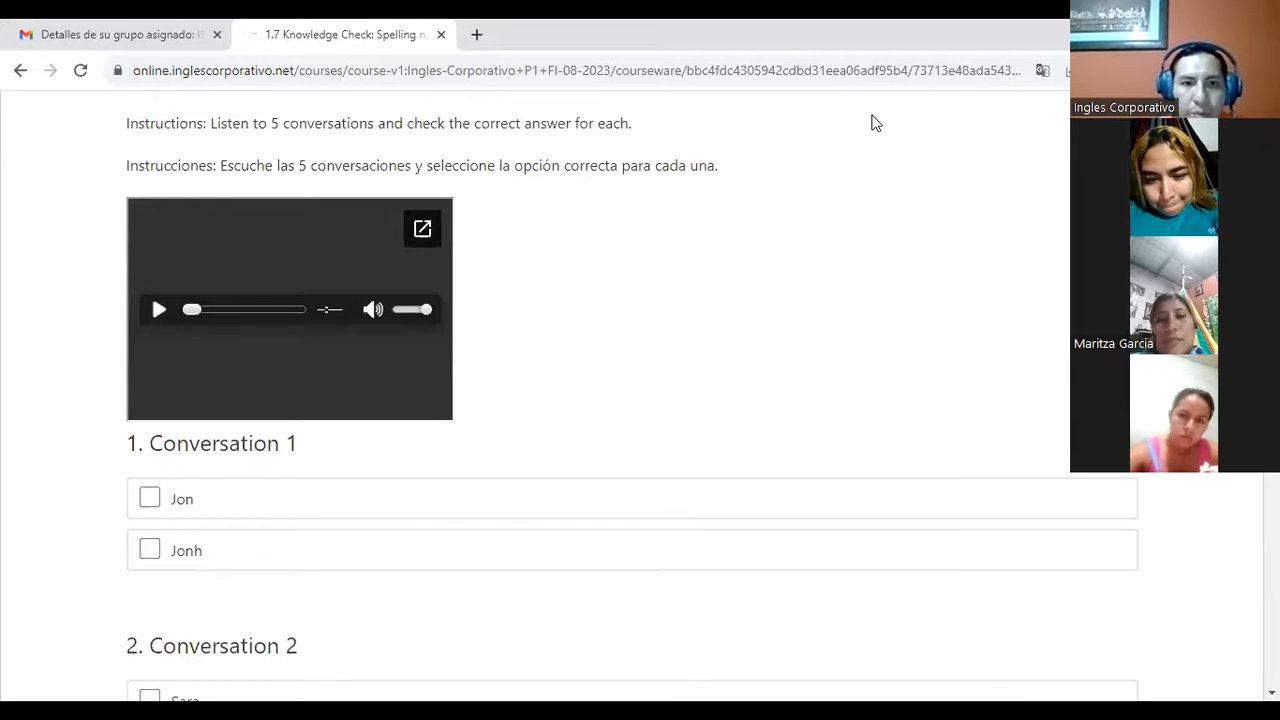 Detalles de su grupo asignado:
1.7 Knowledge Check: Spelling
online.inglescorporativo.net/courses/course-v1:Ingles-Corporativo+P1+FI-08-2023/courseware/bbc4fdc4305942cdbd31eea06adf95b4/73713e48ada543...
Ingles Corporativo
Instructions: Listen to 5 conversations and check the correct answer for each.
Instrucciones: Escuche las 5 conversaciones y seleccione la opción correcta para cada una.
Maritza Garcia
1. Conversation 1
Jon
Jonh
2. Conversation 2
Sara